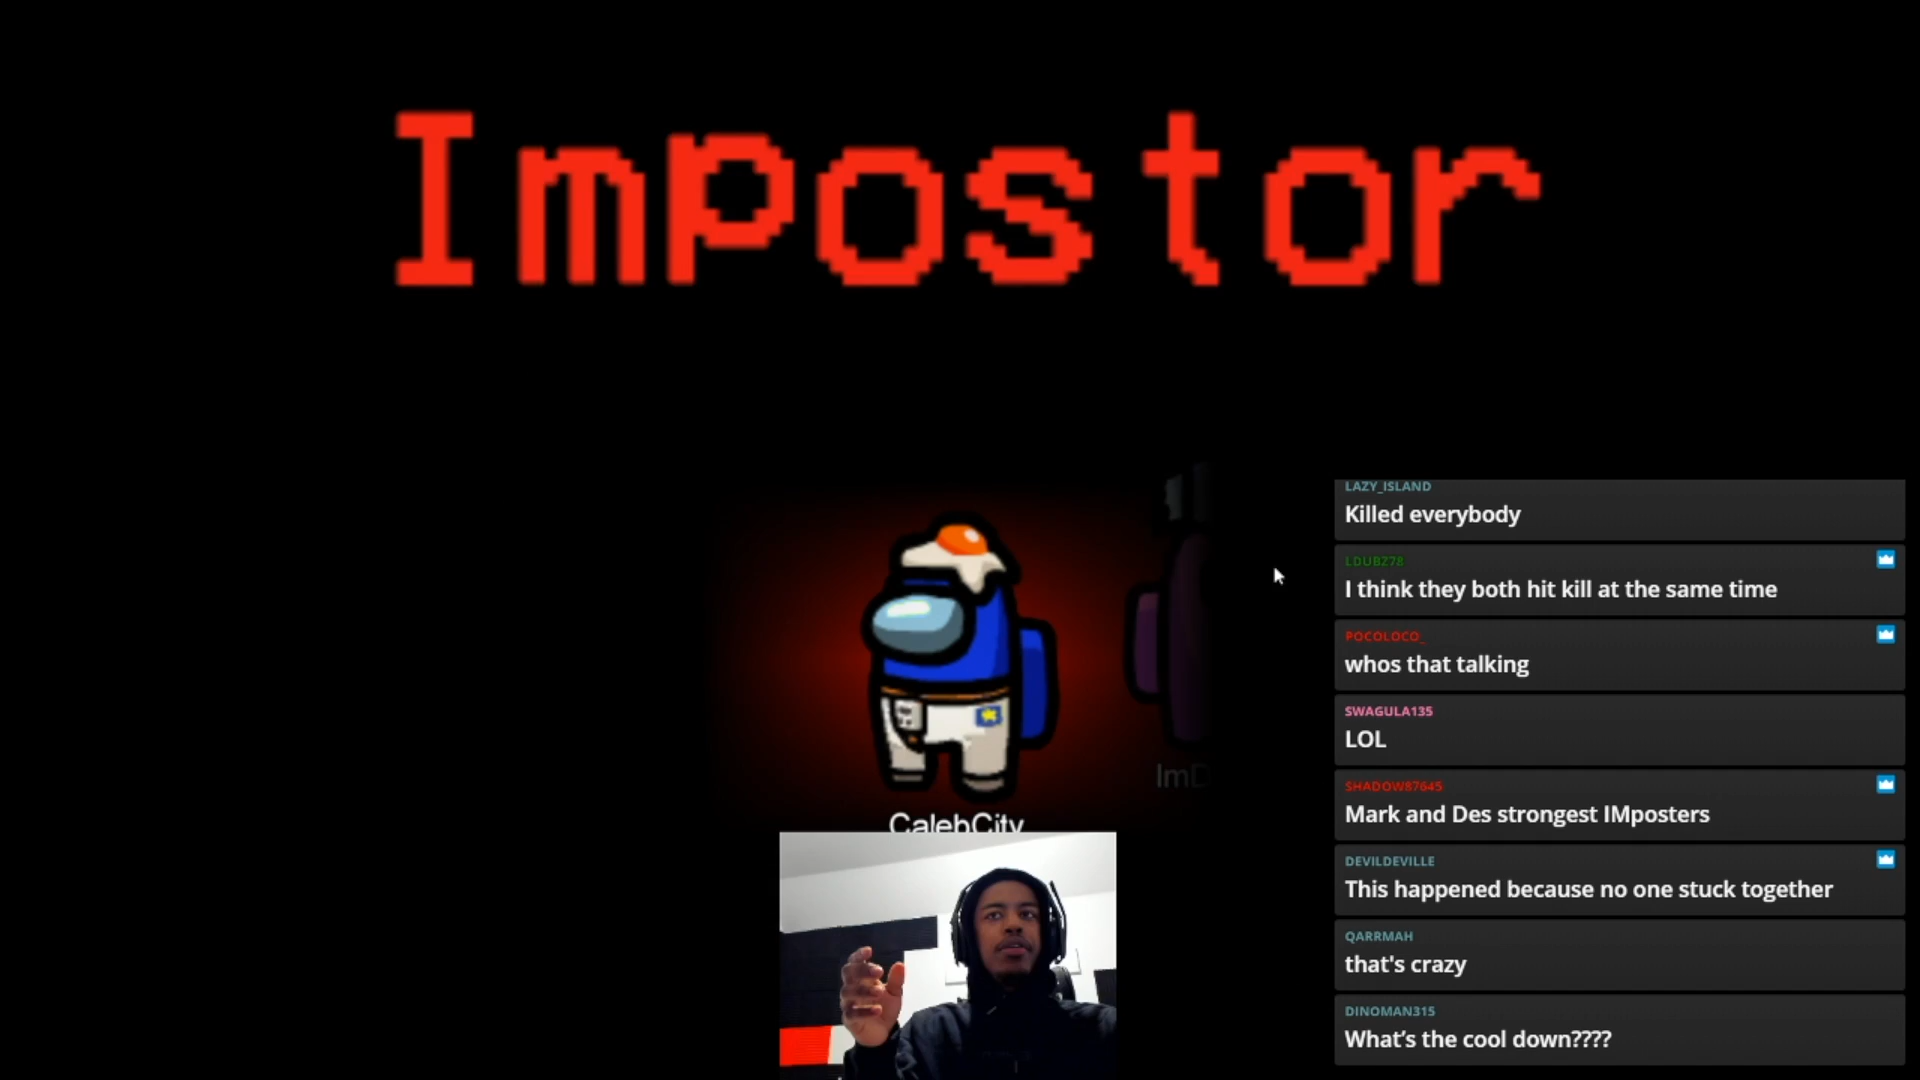 Impostor
LAZY_ISLAND
Killed everybody
LDUBZ78
I think they both hit kill at the same time
POCOLOCO_
whos that talking
SWAGULA135
LOL
SHADOW87645
Mark and Des strongest IMposters
DEVILDEVILLE
This happened because no one stuck together
QARRMAH
that's crazy
DINOMAN315
What's the cool down????
CalebCity